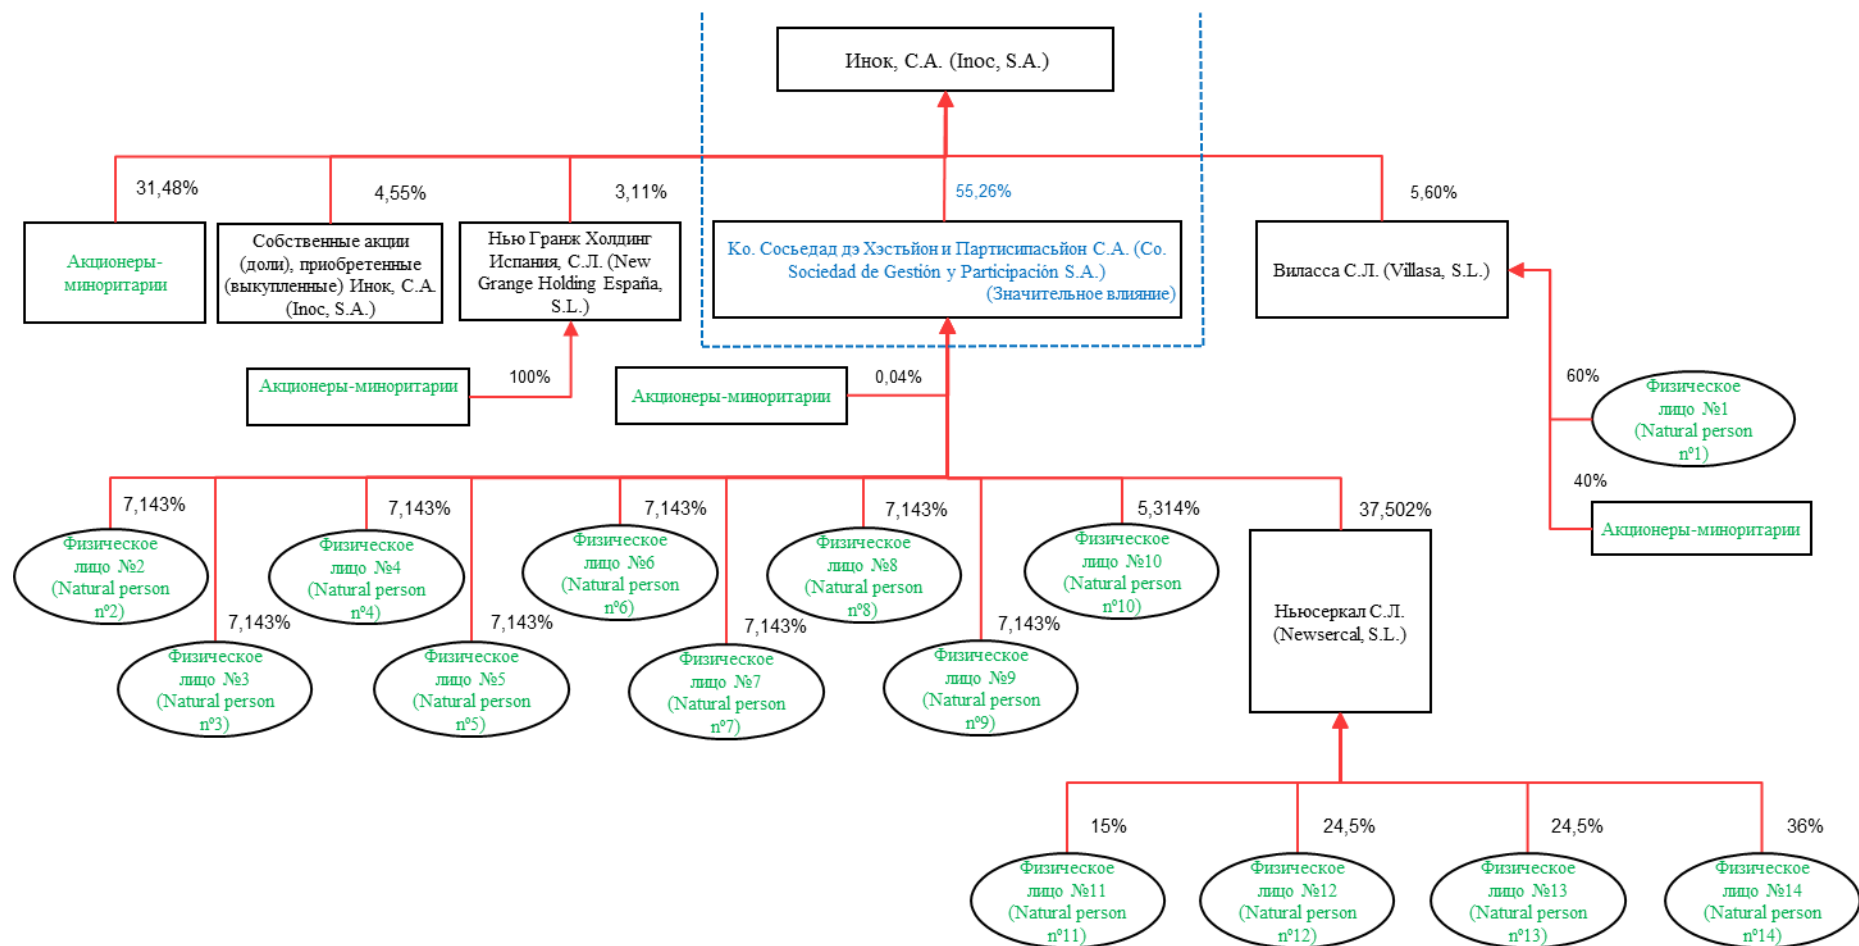 Инок, С.А. (Inoc, S.A.)
31,48%
4,55%
3,11%
55,26%
5,60%
Акционеры-
миноритарии
Собственные акции
(доли), приобретенные
(выкупленные) Инок, С.А.
(Inoc, S.A.)
Нью Гранж Холдинг
Испания, С.Л. (New
Grange Holding España,
S.L.)
Ко. Сосьедад дэ Хэстьйон и Партисипасьйон С.А. (Co.
Sociedad de Gestión y Participación S.A.)
(Значительное влияние)
Виласса С.Л. (Villasa, S.L.)
Акционеры-миноритарии
100%
Акционеры-миноритарии
0,04%
60%
Физическое
лицо №1
(Natural person
nº1)
40%
Акционеры-миноритарии
7,143%
7,143%
7,143%
7,143%
5,314%
37,502%
Физическое
лицо №2
(Natural person
nº2)
Физическое
лицо №4
(Natural person
nº4)
Физическое
лицо №6
(Natural person
nº6)
Физическое
лицо №8
(Natural person
nº8)
Физическое
лицо №10
(Natural person
nº10)
Ньюсеркал С.Л.
(Newsercal, S.L.)
7,143%
7,143%
7,143%
7,143%
Физическое
лицо №3
(Natural person
nº3)
Физическое
лицо №5
(Natural person
nº5)
Физическое
лицо №7
(Natural person
nº7)
Физическое
лицо №9
(Natural person
nº9)
15%
24,5%
24,5%
36%
Физическое
лицо №11
(Natural person
nº11)
Физическое
лицо №12
(Natural person
nº12)
Физическое
лицо №13
(Natural person
nº13)
Физическое
лицо №14
(Natural person
nº14)